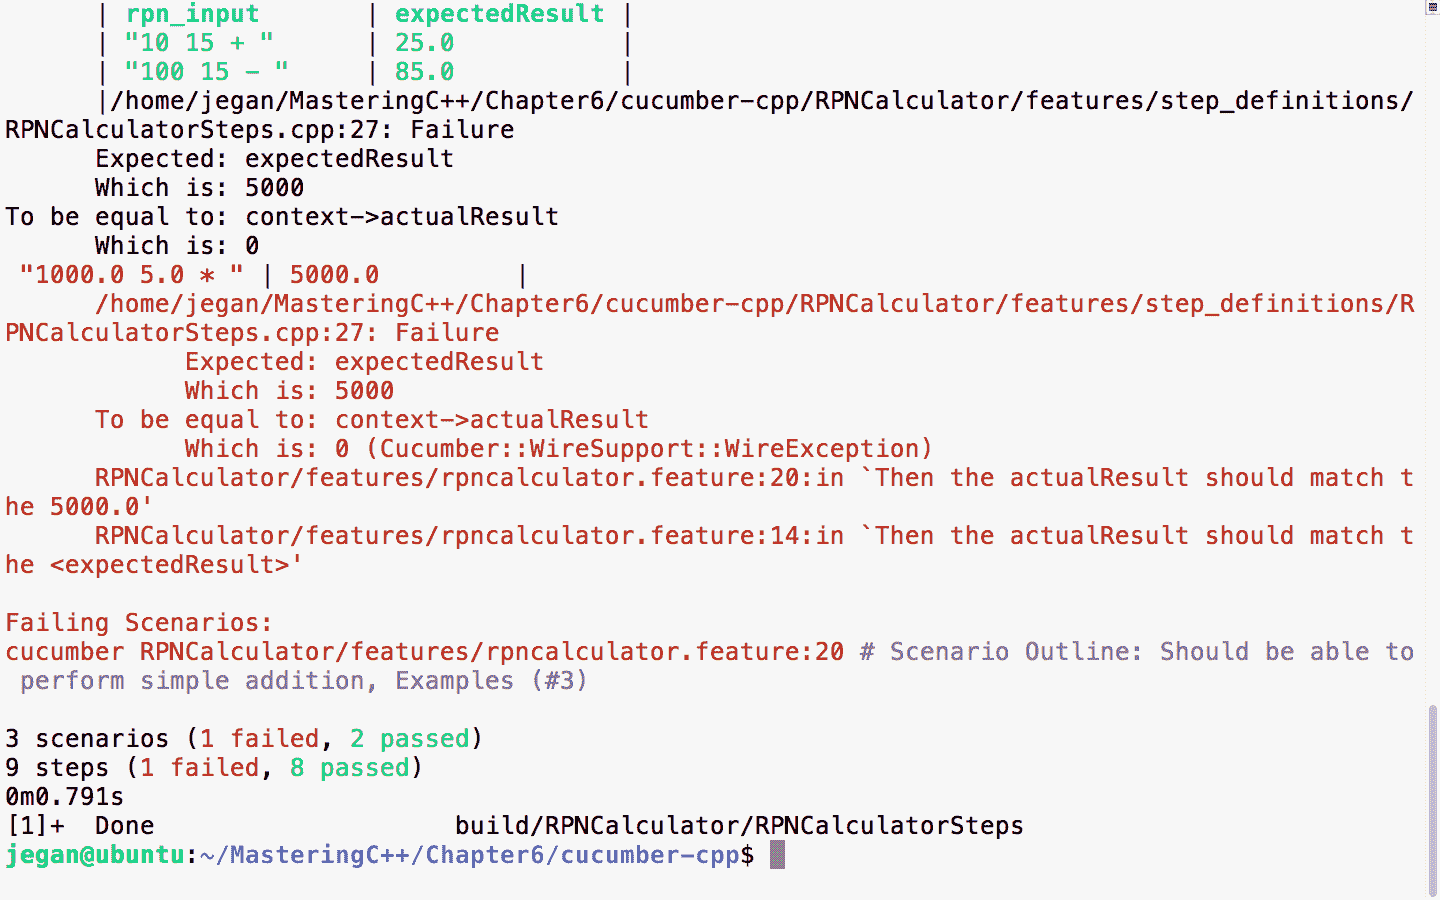 | rpn_input | expectedResult |
| "10 15 + " | 25.0 |
| "100 15 - " | 85.0 |
|/home/jegan/MasteringC++/Chapter6/cucumber-cpp/RPNCalculator/features/step_definitions/
RPNCalculatorSteps.cpp:27: Failure
Expected: expectedResult
Which is: 5000
To be equal to: context->actualResult
Which is: 0
"1000.0 5.0 * " | 5000.0 |
/home/jegan/MasteringC++/Chapter6/cucumber-cpp/RPNCalculator/features/step_definitions/R
PNCalculatorSteps.cpp:27: Failure
Expected: expectedResult
Which is: 5000
To be equal to: context->actualResult
Which is: 0 (Cucumber::WireSupport::WireException)
RPNCalculator/features/rpncalculator.feature:20:in `Then the actualResult should match t
he 5000.0'
RPNCalculator/features/rpncalculator.feature:14:in `Then the actualResult should match t
he <expectedResult>'
Failing Scenarios:
cucumber RPNCalculator/features/rpncalculator.feature:20 # Scenario Outline: Should be able to
perform simple addition, Examples (#3)
3 scenarios (1 failed, 2 passed)
9 steps (1 failed, 8 passed)
0m0.791s
[1]+  Done                    build/RPNCalculator/RPNCalculatorSteps
jegan@ubuntu:~/MasteringC++/Chapter6/cucumber-cpp$